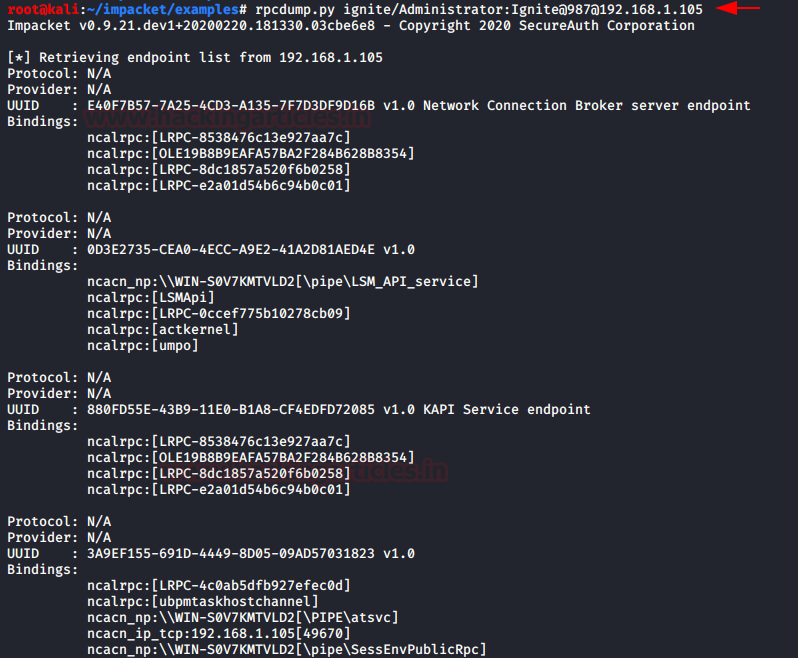 root@kali:~/impacket/examples# rpcdump.py ignite/Administrator:Ignite@987@192.168.1.105
Impacket v0.9.21.dev1+20200220.181330.03cbe6e8 - Copyright 2020 SecureAuth Corporation

[*] Retrieving endpoint list from 192.168.1.105
Protocol: N/A
Provider: N/A
UUID    : E40F7B57-7A25-4CD3-A135-7F7D3DF9D16B v1.0 Network Connection Broker server endpoint
Bindings:
www.hackingarticles.in
          ncalrpc:[LRPC-8538476c13e927aa7c]
          ncalrpc:[OLE19B8B9EAFA57BA2F284B628B8354]
          ncalrpc:[LRPC-8dc1857a520f6b0258]
          ncalrpc:[LRPC-e2a01d54b6c94b0c01]

Protocol: N/A
Provider: N/A
UUID    : 0D3E2735-CEA0-4ECC-A9E2-41A2D81AED4E v1.0
Bindings:
          ncacn_np:\\WIN-S0V7KMTVLD2[\pipe\LSM_API_service]
          ncalrpc:[LSMApi]
          ncalrpc:[LRPC-0ccef775b10278cb09]
          ncalrpc:[actkernel]
          ncalrpc:[umpo]

Protocol: N/A
Provider: N/A
UUID    : 880FD55E-43B9-11E0-B1A8-CF4EDFD72085 v1.0 KAPI Service endpoint
Bindings:
          ncalrpc:[LRPC-8538476c13e927aa7c]
          ncalrpc:[OLE19B8B9EAFA57BA2F284B628B8354]
          ncalrpc:[LRPC-8dc1857a520f6b0258]
          ncalrpc:[LRPC-e2a01d54b6c94b0c01]

Protocol: N/A
Provider: N/A
UUID    : 3A9EF155-691D-4449-8D05-09AD57031823 v1.0
Bindings:
          ncalrpc:[LRPC-4c0ab5dfb927efec0d]
          ncalrpc:[ubpmtaskhostchannel]
          ncacn_np:\\WIN-S0V7KMTVLD2[\PIPE\atsvc]
          ncacn_ip_tcp:192.168.1.105[49670]
          ncacn_np:\\WIN-S0V7KMTVLD2[\pipe\SessEnvPublicRpc]